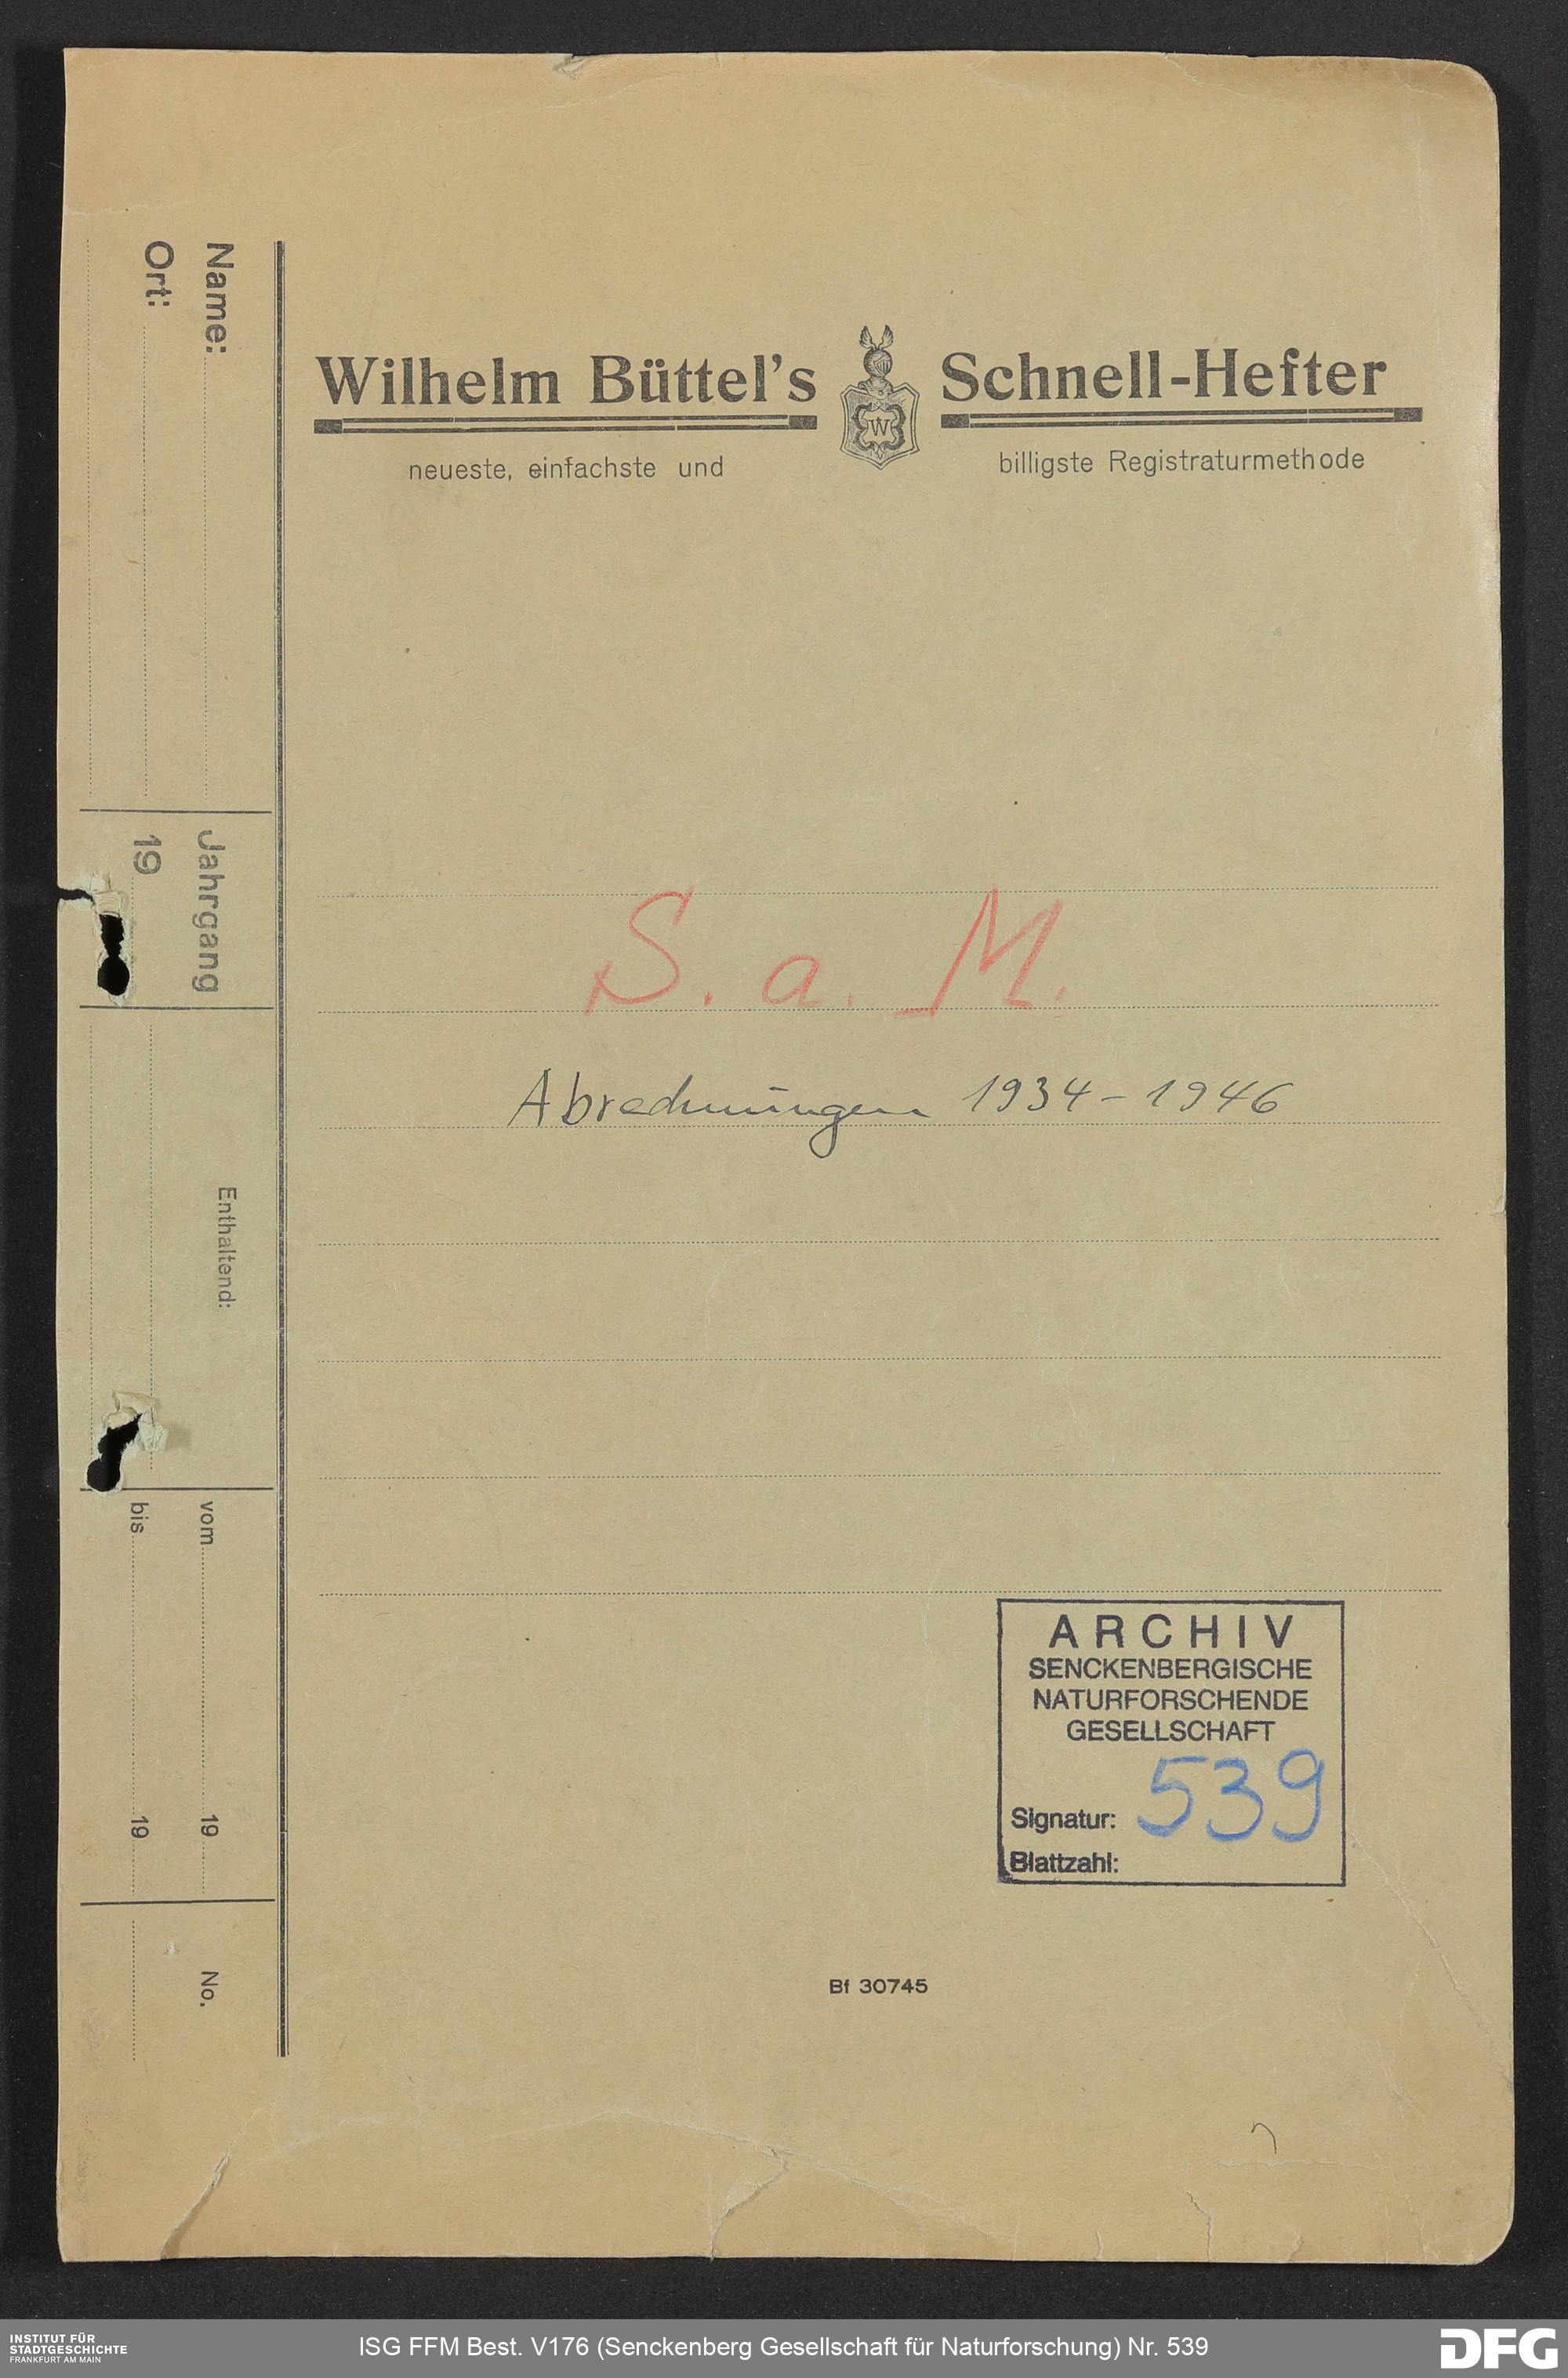 Name:
Ort:
Jahrgang
19
Enthaltend:
vom 19
bis 19
No.
Wilhelm Büttel's Schnell-Hefter
W
neueste, einfachste und billigste Registraturmethode
S. a. M.
Abrechnungen 1934-1946
ARCHIV
SENCKENBERGISCHE
NATURFORSCHENDE
GESELLSCHAFT
Signatur: 539
Blattzahl:
Bf 30745
INSTITUT FÜR
STADTGESCHICHTE
FRANKFURT AM MAIN
ISG FFM Best. V176 (Senckenberg Gesellschaft für Naturforschung) Nr. 539
DFG